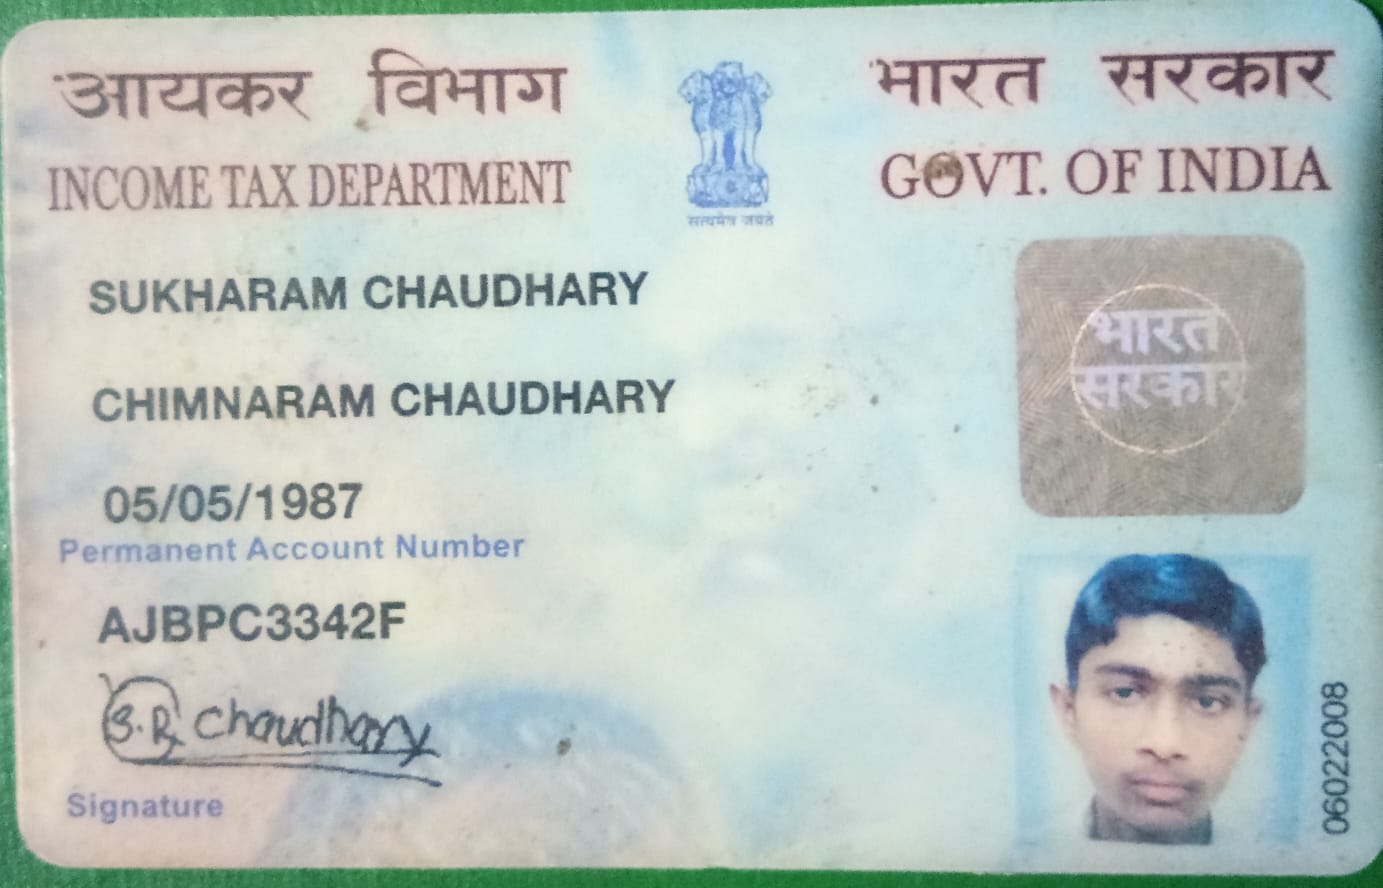 आयकर विभाग
भारत सरकार
INCOME TAX DEPARTMENT
GOVT. OF INDIA
सत्यमेव जयते
SUKHARAM CHAUDHARY
भारत
सरकार
CHIMNARAM CHAUDHARY
05/05/1987
Permanent Account Number
AJBPC3342F
S.R. Chaudhary
Signature
06022008